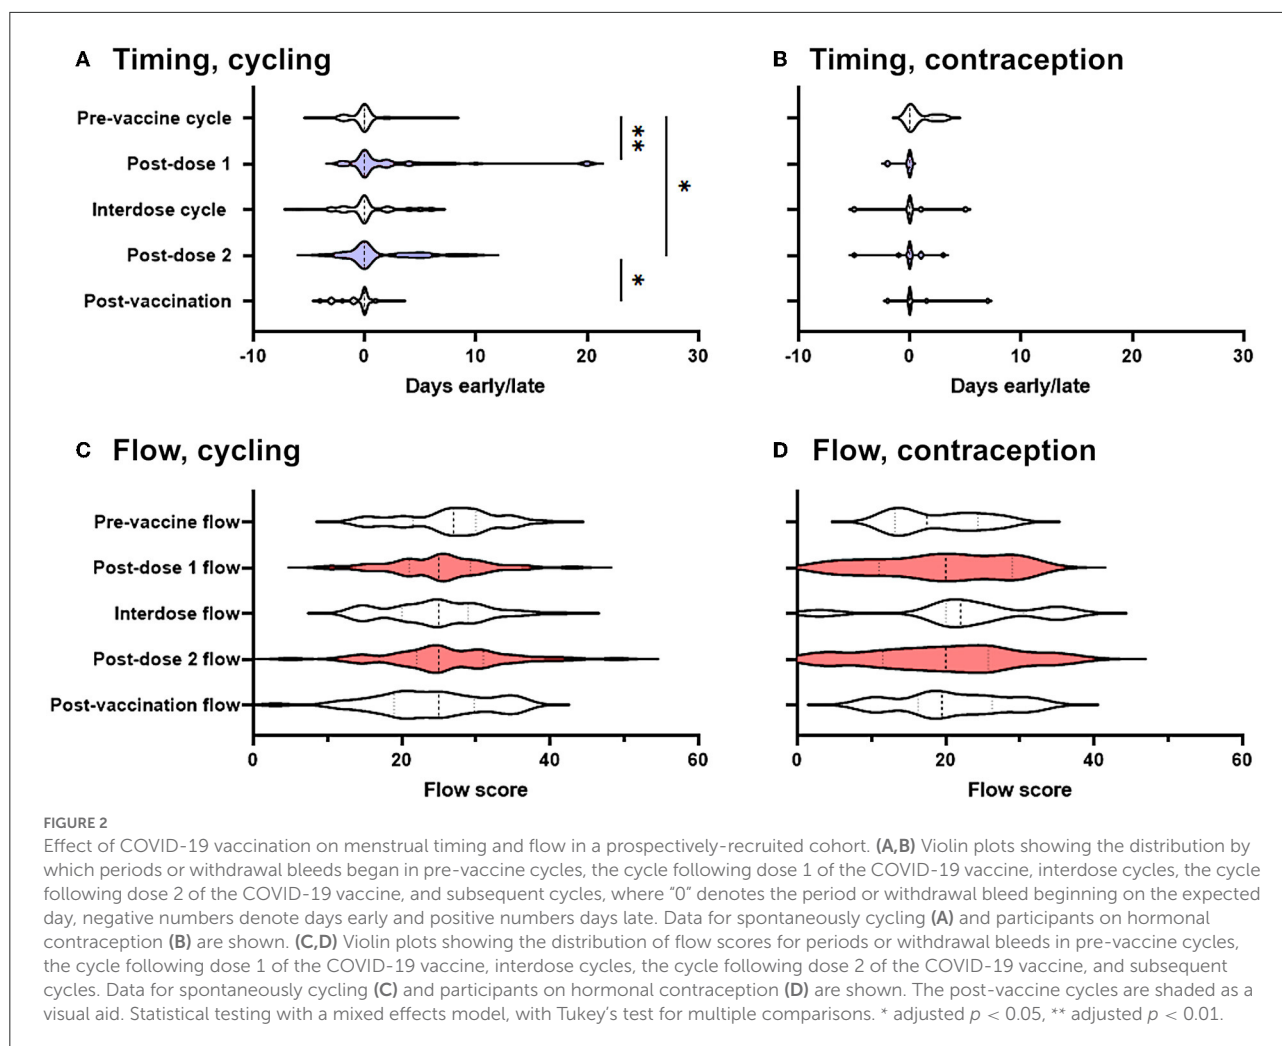 A Timing, cycling
Pre-vaccine cycle
Post-dose 1
Interdose cycle
Post-dose 2
Post-vaccination
**
*
*
-10 0 10 20 30
Days early/late
B Timing, contraception
-10 0 10 20 30
Days early/late
C Flow, cycling
Pre-vaccine flow
Post-dose 1 flow
Interdose flow
Post-dose 2 flow
Post-vaccination flow
0 20 40 60
Flow score
D Flow, contraception
0 20 40 60
Flow score
FIGURE 2
Effect of COVID-19 vaccination on menstrual timing and flow in a prospectively-recruited cohort. (A,B) Violin plots showing the distribution by
which periods or withdrawal bleeds began in pre-vaccine cycles, the cycle following dose 1 of the COVID-19 vaccine, interdose cycles, the cycle
following dose 2 of the COVID-19 vaccine, and subsequent cycles, where "0" denotes the period or withdrawal bleed beginning on the expected
day, negative numbers denote days early and positive numbers days late. Data for spontaneously cycling (A) and participants on hormonal
contraception (B) are shown. (C,D) Violin plots showing the distribution of flow scores for periods or withdrawal bleeds in pre-vaccine cycles,
the cycle following dose 1 of the COVID-19 vaccine, interdose cycles, the cycle following dose 2 of the COVID-19 vaccine, and subsequent
cycles. Data for spontaneously cycling (C) and participants on hormonal contraception (D) are shown. The post-vaccine cycles are shaded as a
visual aid. Statistical testing with a mixed effects model, with Tukey's test for multiple comparisons. * adjusted p < 0.05, ** adjusted p < 0.01.